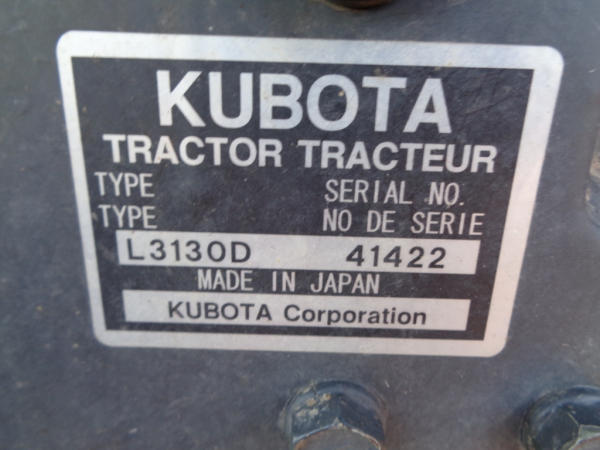 KUBOTA
TRACTOR TRACTEUR
TYPE SERIAL NO.
TYPE NO DE SERIE
L3130D 41422
MADE IN JAPAN
KUBOTA Corporation